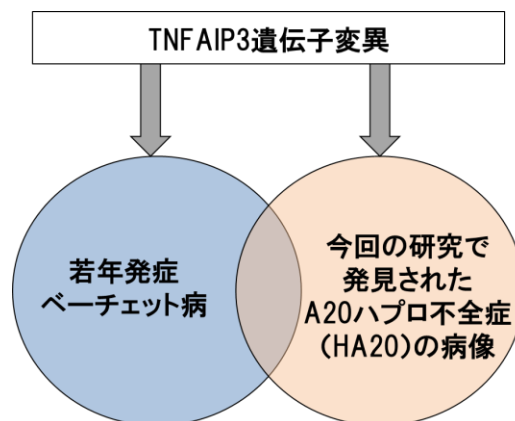 TNFAIP3遺伝子変異
若年発症
ベーチェット病
今回の研究で
発見された
A20ハプロ不全症
(HA20)の病像